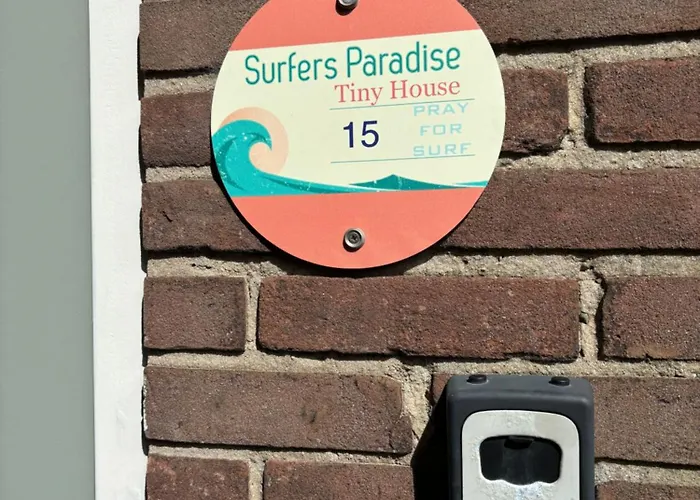 Surfers Paradise
Tiny House
15
PRAY
FOR
SURF